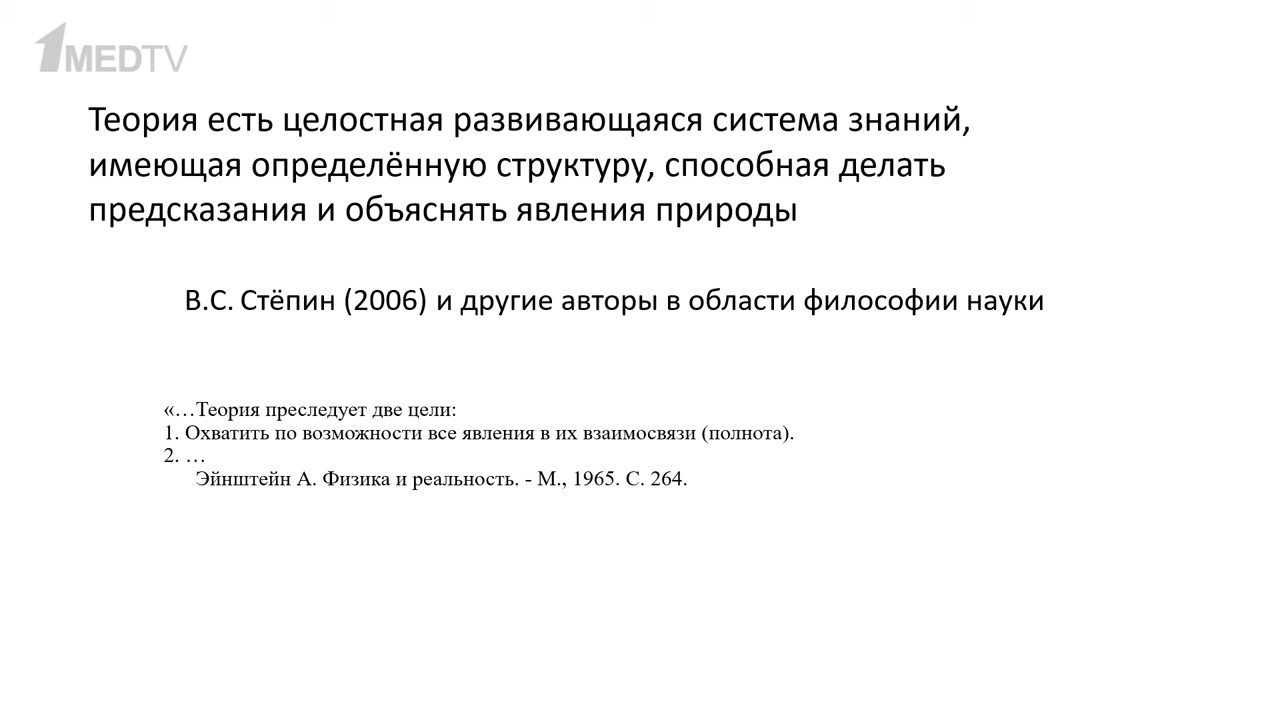 1MEDTV
Теория есть целостная развивающаяся система знаний,
имеющая определённую структуру, способная делать
предсказания и объяснять явления природы
В.С. Стёпин (2006) и другие авторы в области философии науки
«…Теория преследует две цели:
1. Охватить по возможности все явления в их взаимосвязи (полнота).
2. …
Эйнштейн А. Физика и реальность. - М., 1965. С. 264.